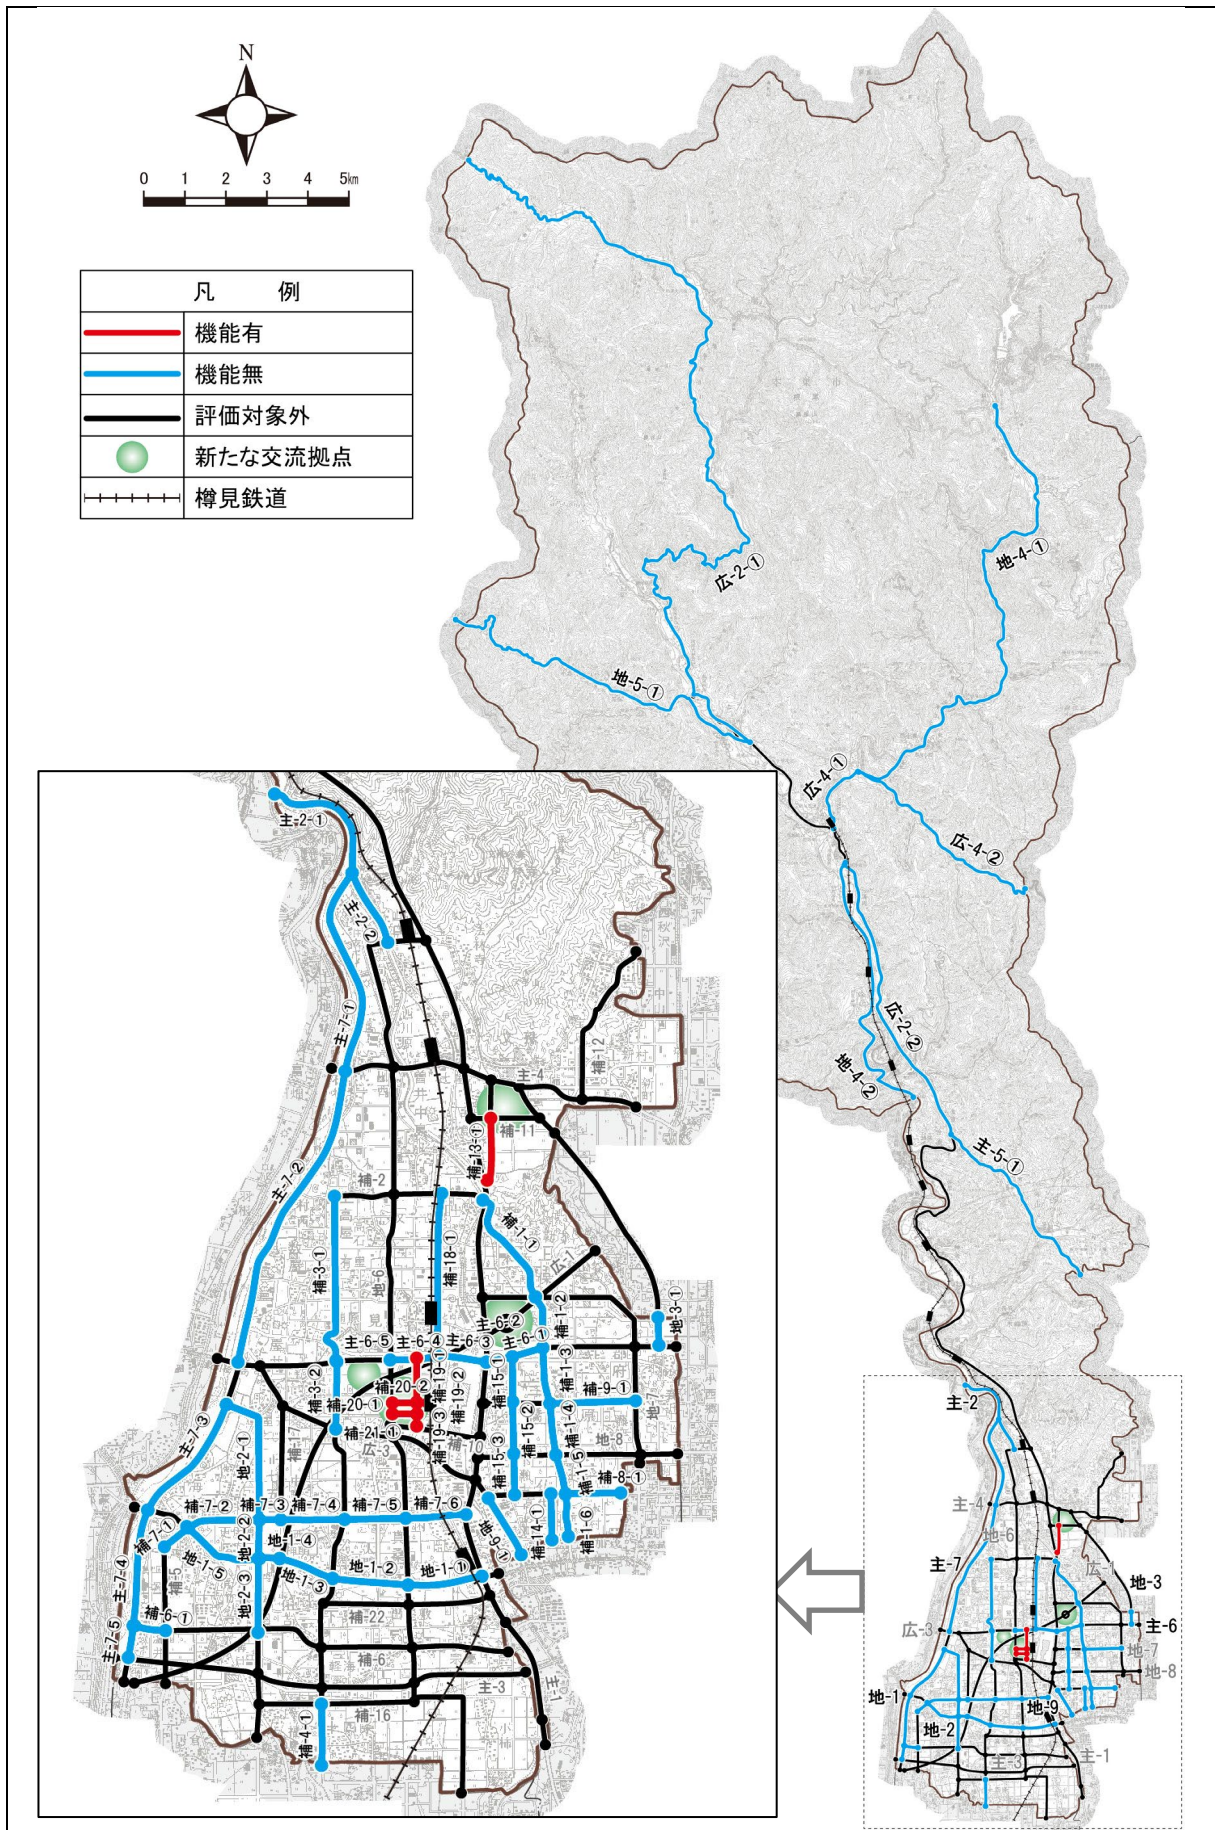 N
0 1 2 3 4 5km
凡 例
機能有
機能無
評価対象外
新たな交流拠点
樽見鉄道
広-2-①
地-4-①
地-5-①
広-4-①
広-4-②
広-2-②
地-4-②
主-5-①
主-2-①
主-2-②
主-7-①
主-4
補-12
補-11
補-13-①
主-7-②
補-2
補-1-①
補-3-①
地-6
補-18-①
広-1
補-1-②
地-3-①
主-6-⑤
主-6-④
主-6-③
主-6-②
主-6-①
補-3-②
補-20-②
補-20-①
補-19-①
補-19-②
補-15-①
補-1-③
補-9-①
地-7
補-21-①
広-3
補-19-③
補-10
補-15-②
補-1-④
地-8
主-7-③
地-2-①
補-17
補-15-③
補-1-⑤
補-8-①
補-7-②
補-7-③
補-7-④
補-7-⑤
補-7-⑥
補-7-①
地-2-②
地-1-④
地-9-①
補-14-①
補-1-⑥
主-7-④
地-1-⑤
補-5
地-2-③
地-1-③
地-1-②
地-1-①
補-6-①
補-22
主-7-⑤
補-6
主-3
主-1
補-16
補-4-①
主-2
主-4
地-6
主-7
広-1
地-3
広-3
主-6
地-7
地-8
地-1
地-9
地-2
主-3
主-1